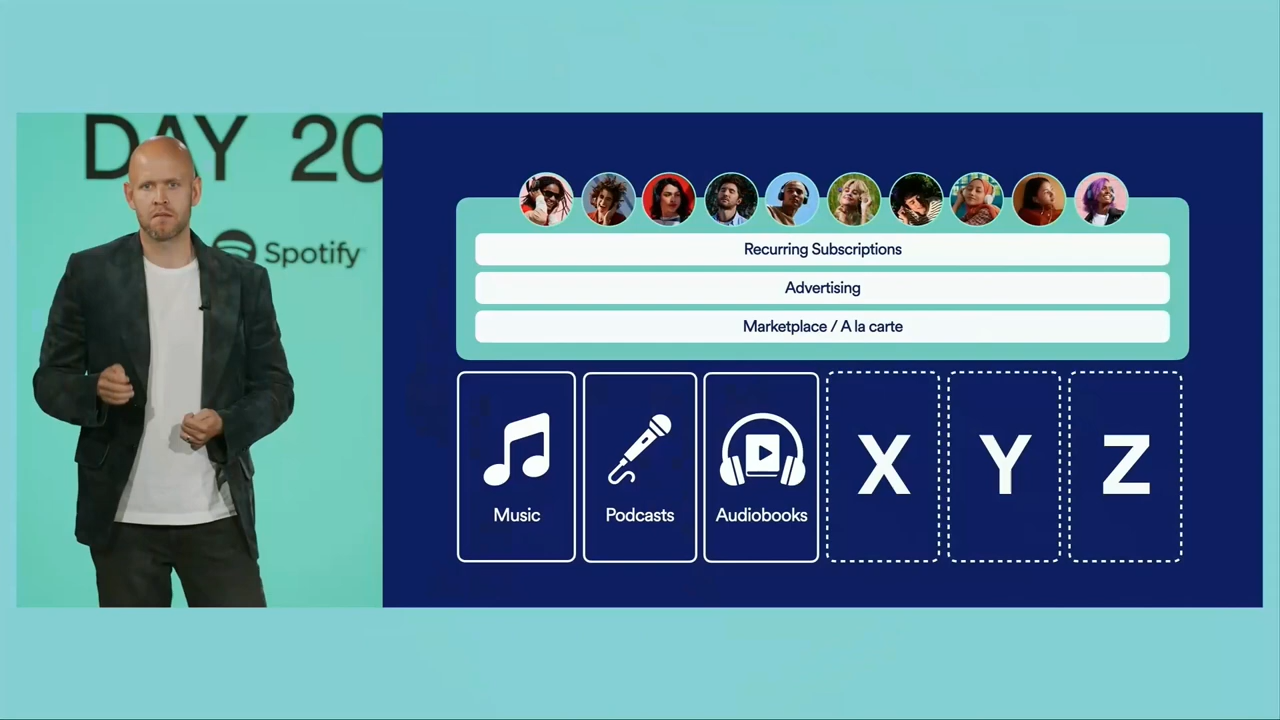 DAY 20
Spotify
Recurring Subscriptions
Advertising
Marketplace / A la carte
Music
Podcasts
Audiobooks
X
Y
Z